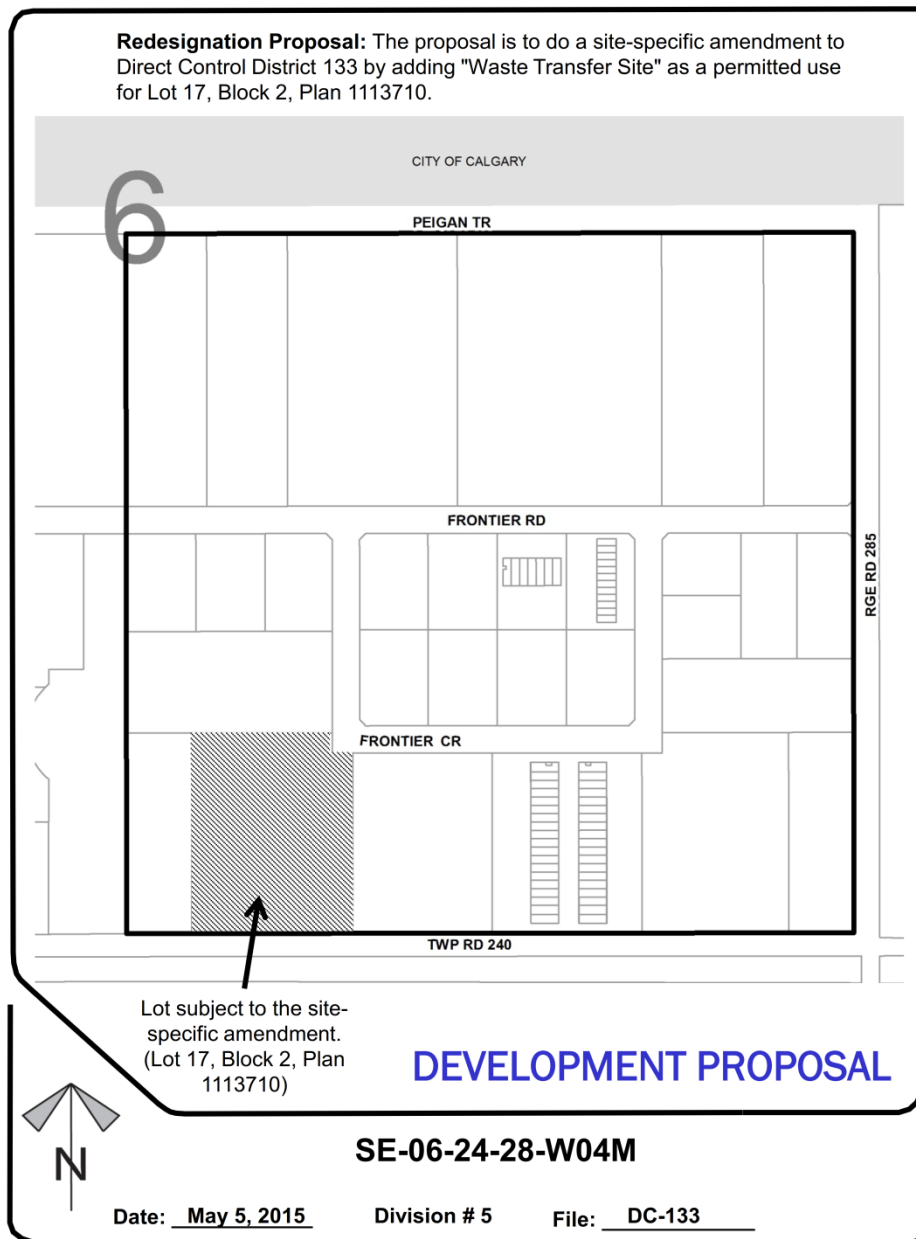 Redesignation Proposal: The proposal is to do a site-specific amendment to
Direct Control District 133 by adding "Waste Transfer Site" as a permitted use
for Lot 17, Block 2, Plan 1113710.
CITY OF CALGARY
6
PEIGAN TR
FRONTIER RD
RGE RD 285
FRONTIER CR
TWP RD 240
Lot subject to the site-
specific amendment.
(Lot 17, Block 2, Plan
1113710)
DEVELOPMENT PROPOSAL
N
SE-06-24-28-W04M
Date: May 5, 2015 Division # 5 File: DC-133